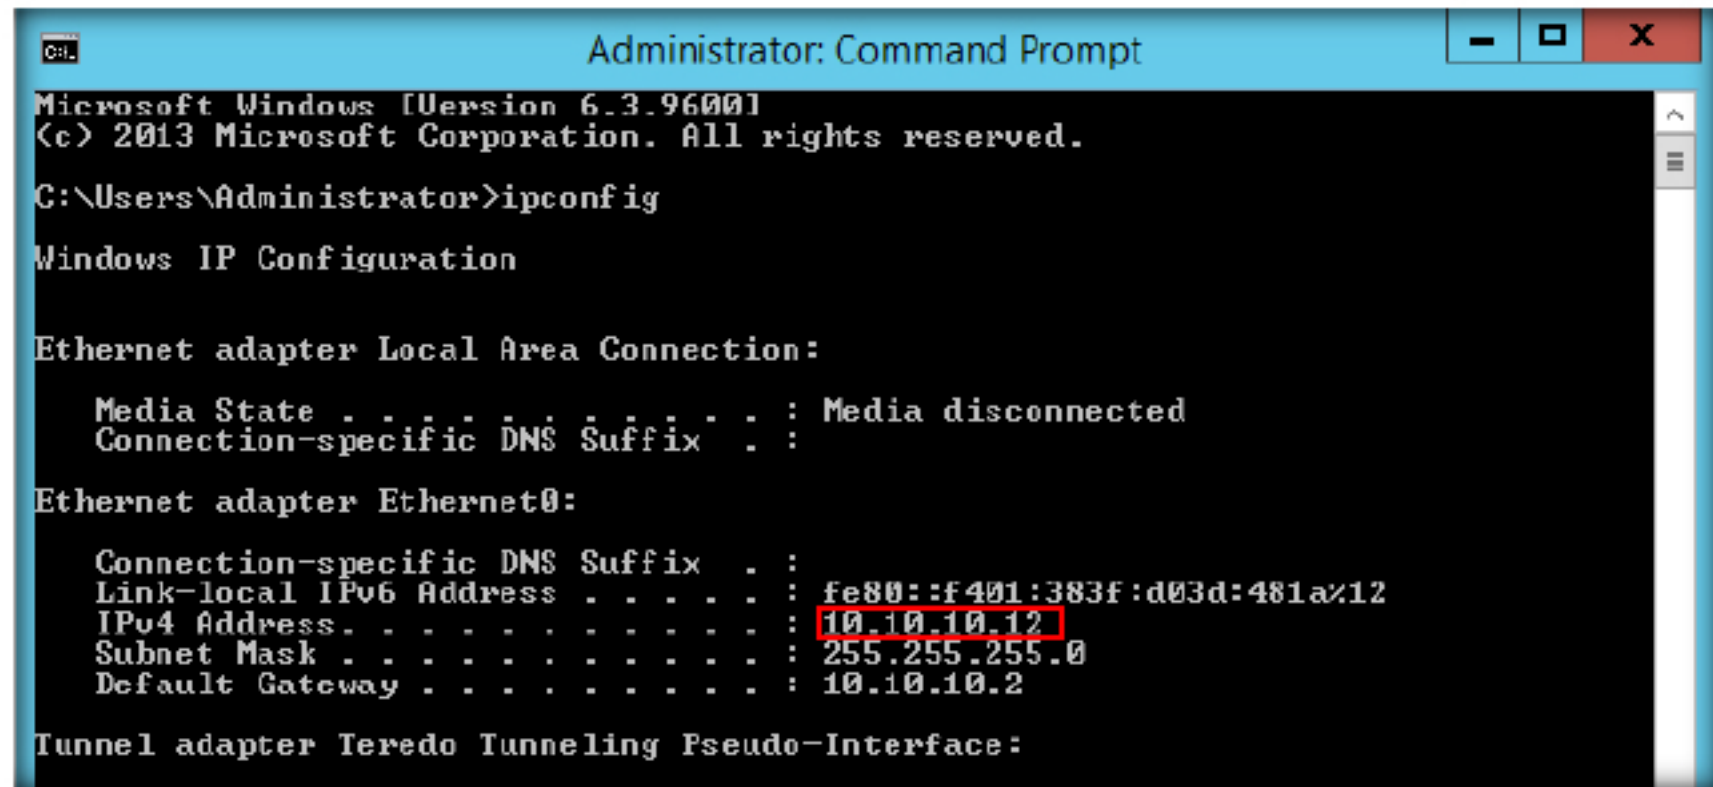 Administrator: Command Prompt
Microsoft Windows [Version 6.3.9600]
(c) 2013 Microsoft Corporation. All rights reserved.
C:\Users\Administrator>ipconfig
Windows IP Configuration
Ethernet adapter Local Area Connection:
Media State . . . . . . . . . . . : Media disconnected
Connection-specific DNS Suffix  . :
Ethernet adapter Ethernet0:
Connection-specific DNS Suffix  . :
Link-local IPv6 Address . . . . . : fe80::f401:383f:d03d:481a%12
IPv4 Address. . . . . . . . . . . : 10.10.10.12
Subnet Mask . . . . . . . . . . . : 255.255.255.0
Default Gateway . . . . . . . . . : 10.10.10.2
Tunnel adapter Teredo Tunneling Pseudo-Interface: